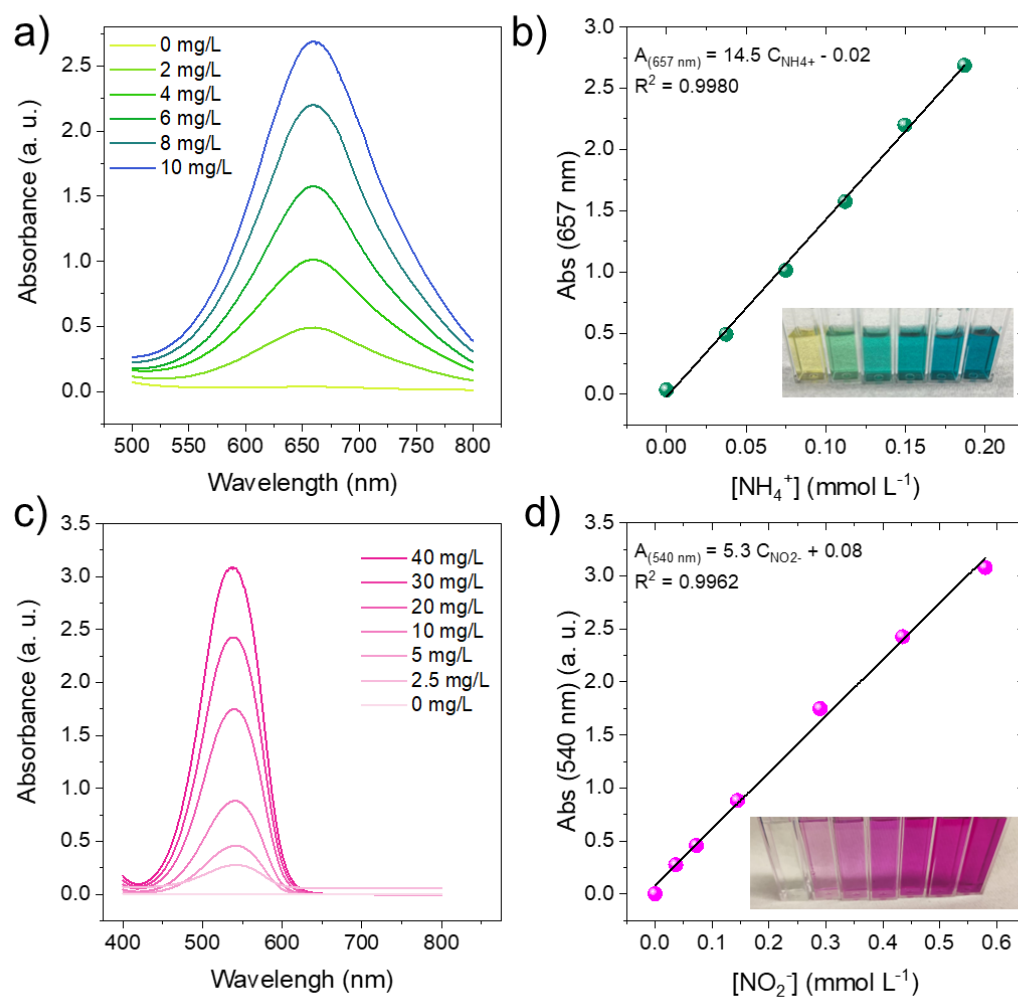 a)
0 mg/L
2 mg/L
4 mg/L
6 mg/L
8 mg/L
10 mg/L
2.5
2.0
1.5
1.0
0.5
0.0
Absorbance (a. u.)
500 550 600 650 700 750 800
Wavelength (nm)
b)
A(657 nm) = 14.5 CNH4+ - 0.02
R² = 0.9980
3.0
2.5
2.0
1.5
1.0
0.5
0.0
Abs (657 nm)
0.00 0.05 0.10 0.15 0.20
[NH₄⁺] (mmol L⁻¹)
c)
40 mg/L
30 mg/L
20 mg/L
10 mg/L
5 mg/L
2.5 mg/L
0 mg/L
3.5
3.0
2.5
2.0
1.5
1.0
0.5
0.0
Absorbance (a. u.)
400 500 600 700 800
Wavelength (nm)
d)
A(540 nm) = 5.3 CNO2- + 0.08
R² = 0.9962
3.5
3.0
2.5
2.0
1.5
1.0
0.5
0.0
Abs (540 nm) (a. u.)
0.0 0.1 0.2 0.3 0.4 0.5 0.6
[NO₂⁻] (mmol L⁻¹)